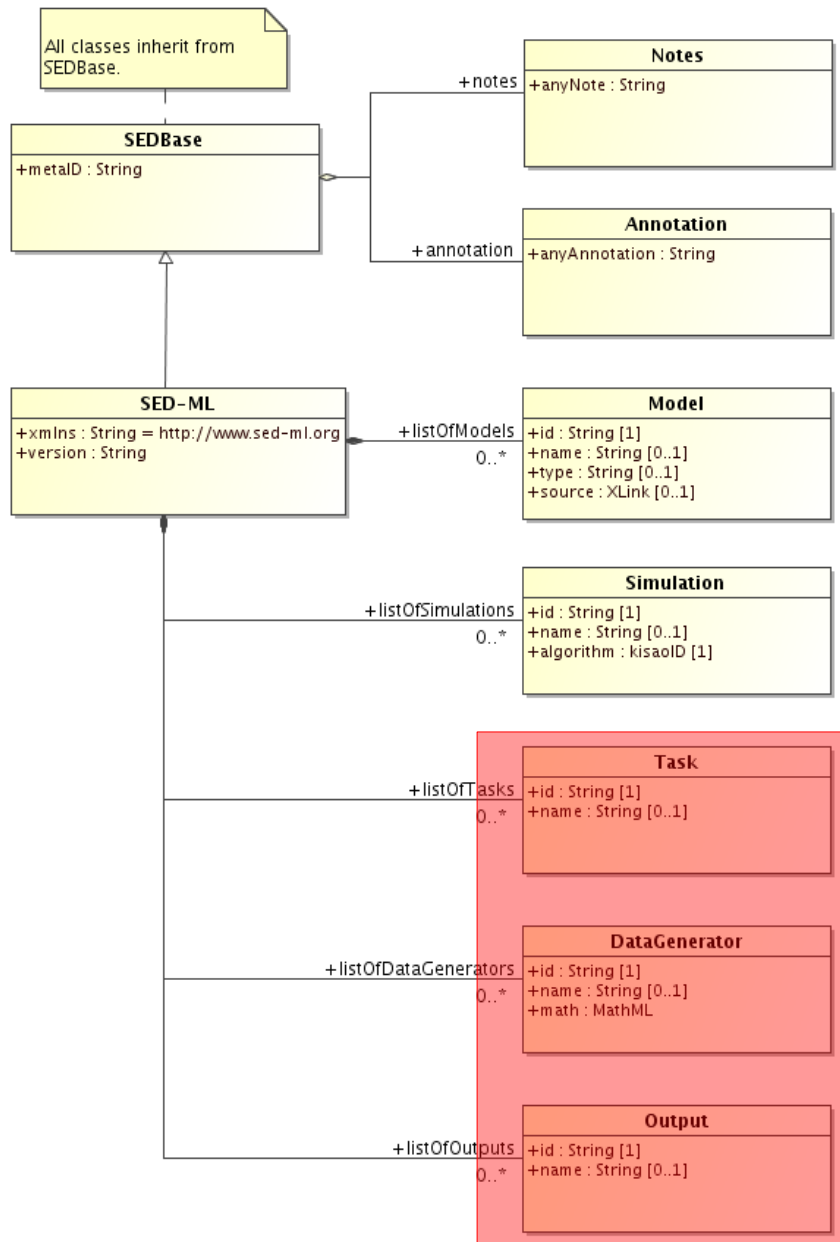 All classes inherit from
SEDBase.
SEDBase
+metaID : String
+notes
Notes
+anyNote : String
+annotation
Annotation
+anyAnnotation : String
SED-ML
+xmlns : String = http://www.sed-ml.org
+version : String
+listOfModels
0..*
Model
+id : String [1]
+name : String [0..1]
+type : String [0..1]
+source : XLink [0..1]
+listOfSimulations
0..*
Simulation
+id : String [1]
+name : String [0..1]
+algorithm : kisaoID [1]
+listOfTasks
0..*
Task
+id : String [1]
+name : String [0..1]
+listOfDataGenerators
0..*
DataGenerator
+id : String [1]
+name : String [0..1]
+math : MathML
+listOfOutputs
0..*
Output
+id : String [1]
+name : String [0..1]